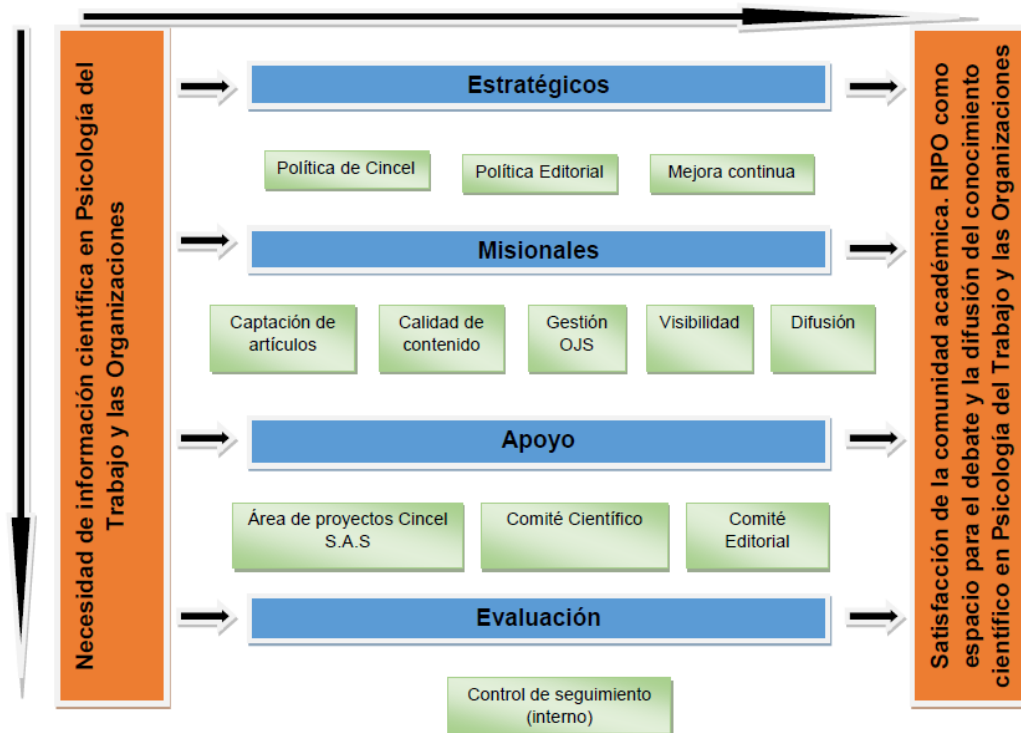 Necesidad de información científica en Psicología del
Trabajo y las Organizaciones
Estratégicos
Política de Cincel
Política Editorial
Mejora continua
Misionales
Captación de
artículos
Calidad de
contenido
Gestión
OJS
Visibilidad
Difusión
Apoyo
Área de proyectos Cincel
S.A.S
Comité Científico
Comité
Editorial
Evaluación
Control de seguimiento
(interno)
Satisfacción de la comunidad académica. RIPO como
espacio para el debate y la difusión del conocimiento
científico en Psicología del Trabajo y las Organizaciones